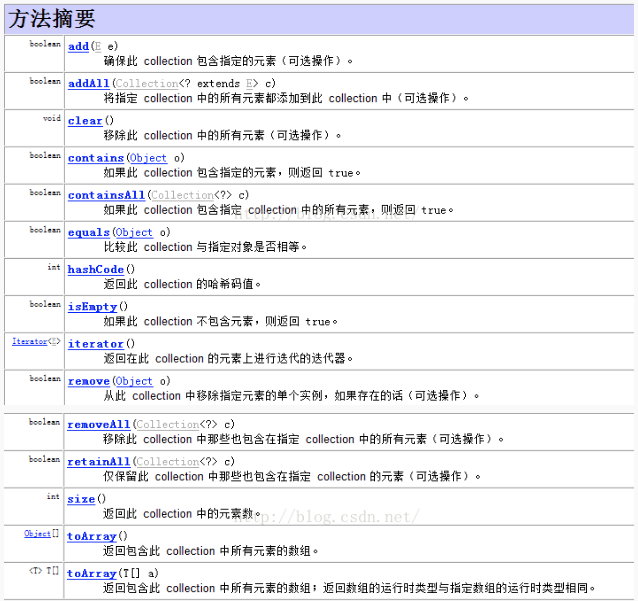 方法摘要
boolean add(E e)
确保此 collection 包含指定的元素（可选操作）。
boolean addAll(Collection<? extends E> c)
将指定 collection 中的所有元素都添加到此 collection 中（可选操作）。
void clear()
移除此 collection 中的所有元素（可选操作）。
boolean contains(Object o)
如果此 collection 包含指定的元素，则返回 true。
boolean containsAll(Collection<?> c)
如果此 collection 包含指定 collection 中的所有元素，则返回 true。
http://blog.csdn.net/
boolean equals(Object o)
比较此 collection 与指定对象是否相等。
int hashCode()
返回此 collection 的哈希码值。
boolean isEmpty()
如果此 collection 不包含元素，则返回 true。
Iterator<E> iterator()
返回在此 collection 的元素上进行迭代的迭代器。
boolean remove(Object o)
从此 collection 中移除指定元素的单个实例，如果存在的话（可选操作）。
boolean removeAll(Collection<?> c)
移除此 collection 中那些也包含在指定 collection 中的所有元素（可选操作）。
boolean retainAll(Collection<?> c)
仅保留此 collection 中那些也包含在指定 collection 的元素（可选操作）。
int size()
返回此 collection 中的元素数。
http://blog.csdn.net/
Object[] toArray()
返回包含此 collection 中所有元素的数组。
<T> T[] toArray(T[] a)
返回包含此 collection 中所有元素的数组；返回数组的运行时类型与指定数组的运行时类型相同。